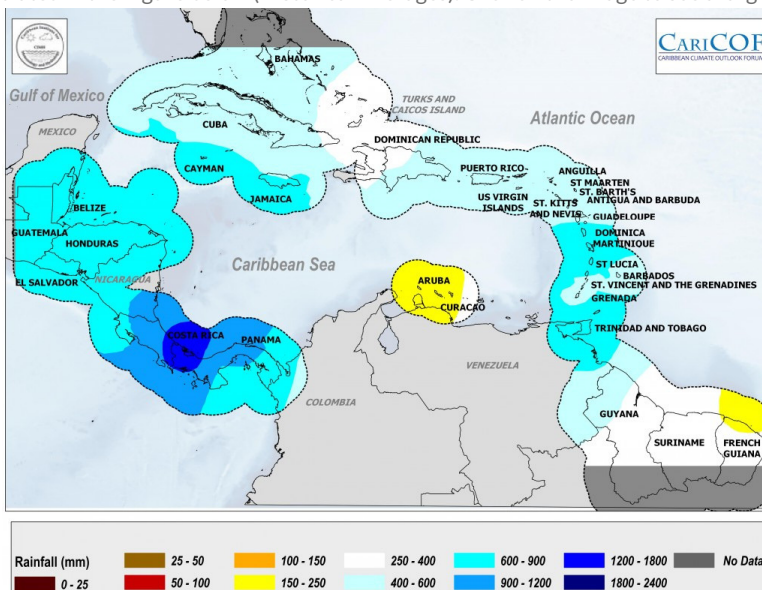 CARICOF
CARIBBEAN CLIMATE OUTLOOK FORUM
BAHAMAS
Gulf of Mexico
TURKS AND
CAICOS ISLAND
Atlantic Ocean
MEXICO
CUBA
DOMINICAN REPUBLIC
CAYMAN
PUERTO RICO
ANGUILLA
ST MAARTEN
ST. BARTH'S
JAMAICA
US VIRGIN
ISLANDS
ST. KITTS
AND NEVIS
ANTIGUA AND BARBUDA
BELIZE
GUADELOUPE
GUATEMALA
DOMINICA
HONDURAS
MARTINIQUE
Caribbean Sea
ST LUCIA
BARBADOS
EL SALVADOR
NICARAGUA
ARUBA
ST. VINCENT AND THE GRENADINES
GRENADA
CURACAO
TRINIDAD AND TOBAGO
COSTA RICA
PANAMA
VENEZUELA
COLOMBIA
GUYANA
SURINAME
FRENCH
GUIANA
Rainfall (mm)
25 - 50
100 - 150
250 - 400
600 - 900
1200 - 1800
No Data
0 - 25
50 - 100
150 - 250
400 - 600
900 - 1200
1800 - 2400